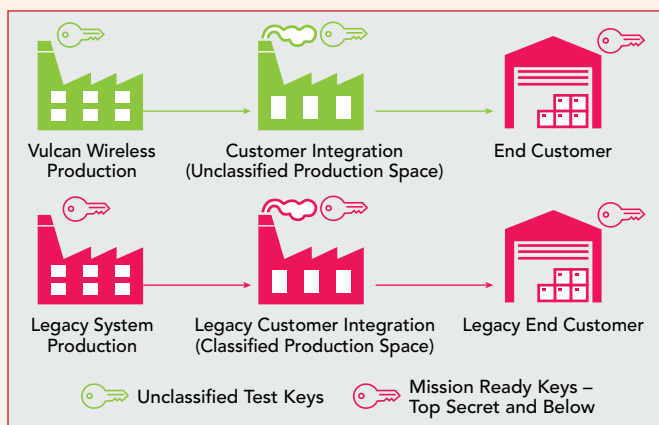 Vulcan Wireless
Production
Customer Integration
(Unclassified Production Space)
End Customer
Legacy System
Production
Legacy Customer Integration
(Classified Production Space)
Legacy End Customer
Unclassified Test Keys
Mission Ready Keys –
Top Secret and Below